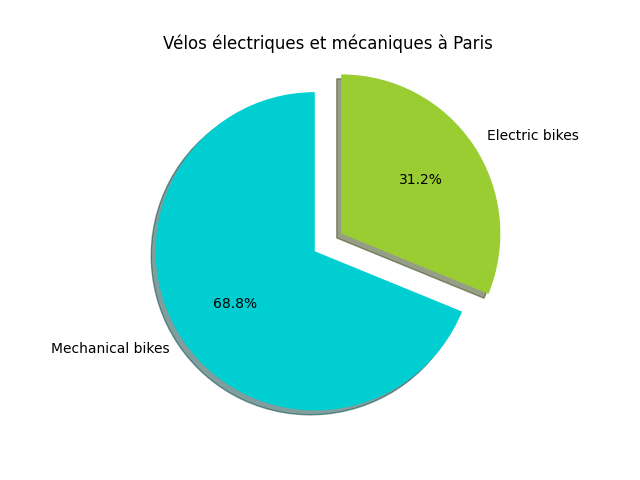 Vélos électriques et mécaniques à Paris
Electric bikes
31.2%
68.8%
Mechanical bikes